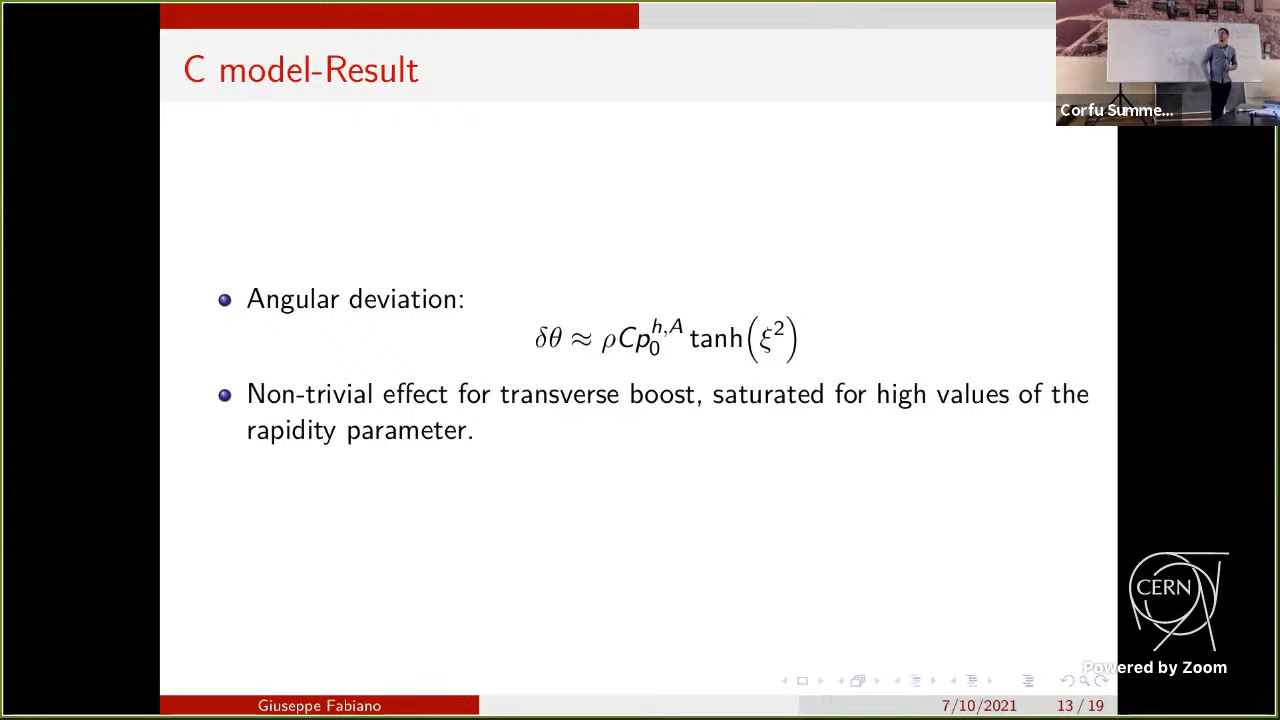 C model-Result
Corfu Summe...
Angular deviation:
δθ ≈ ρCp₀^{h,A} tanh(ξ²)
Non-trivial effect for transverse boost, saturated for high values of the
rapidity parameter.
CERN
Powered by Zoom
Giuseppe Fabiano
7/10/2021
13 / 19